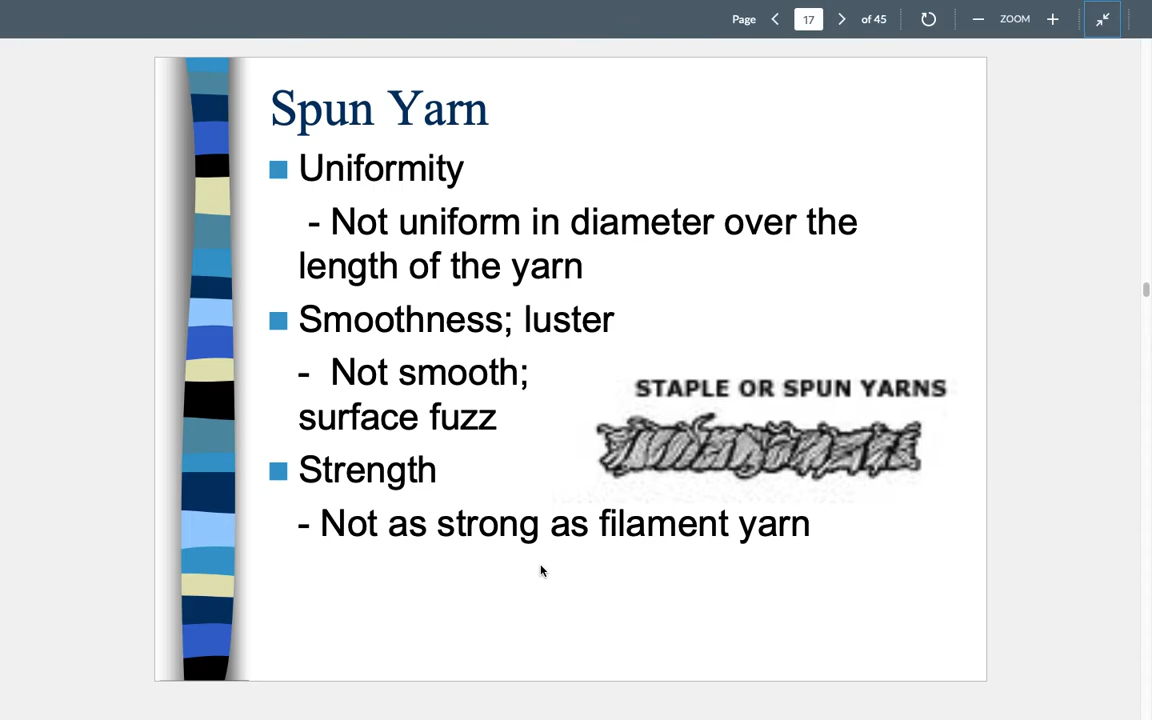 Page 17 of 45 ZOOM
Spun Yarn
Uniformity
- Not uniform in diameter over the
length of the yarn
Smoothness; luster
- Not smooth;
surface fuzz
STAPLE OR SPUN YARNS
Strength
- Not as strong as filament yarn